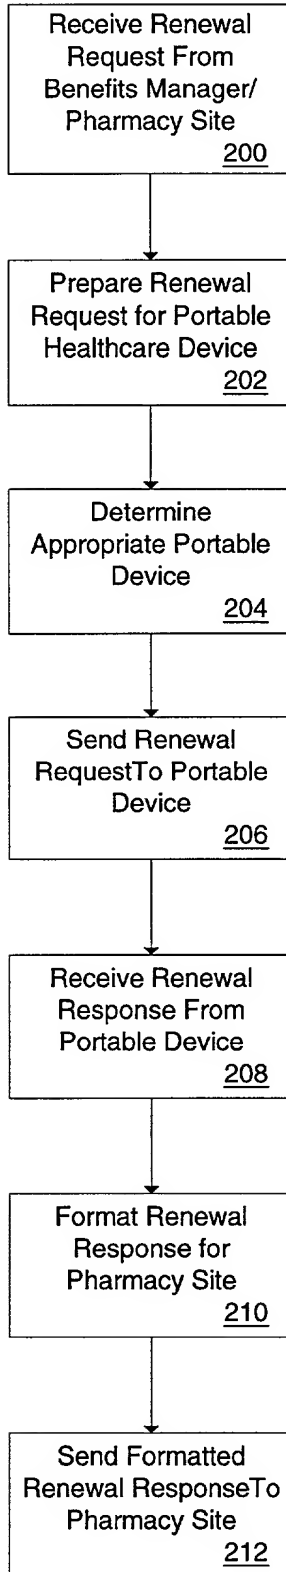 Receive Renewal
Request From
Benefits Manager/
Pharmacy Site
200
Prepare Renewal
Request for Portable
Healthcare Device
202
Determine
Appropriate Portable
Device
204
Send Renewal
RequestTo Portable
Device
206
Receive Renewal
Response From
Portable Device
208
Format Renewal
Response for
Pharmacy Site
210
Send Formatted
Renewal ResponseTo
Pharmacy Site
212